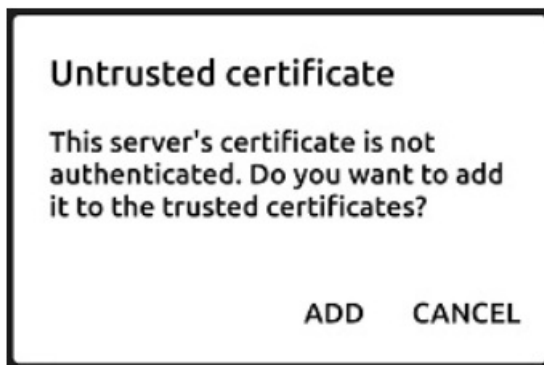 Untrusted certificate
This server's certificate is not
authenticated. Do you want to add
it to the trusted certificates?
ADD CANCEL